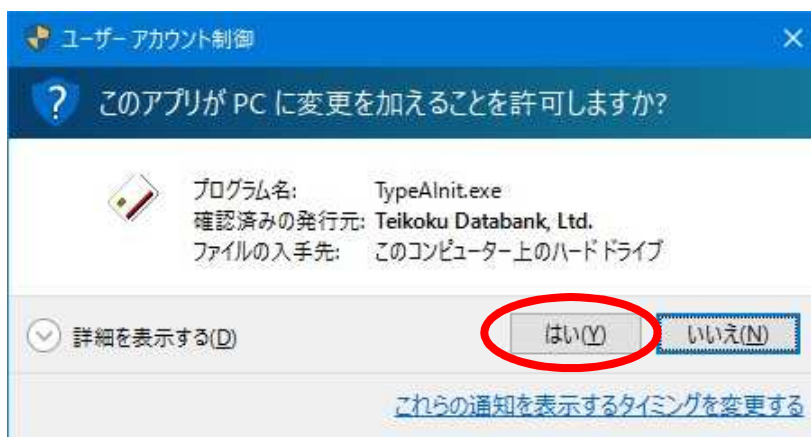 ユーザー アカウント制御
このアプリが PC に変更を加えることを許可しますか?
プログラム名: TypeAInit.exe
確認済みの発行元: Teikoku Databank, Ltd.
ファイルの入手先: このコンピューター上のハード ドライブ
詳細を表示する(D) はい(Y) いいえ(N)
これらの通知を表示するタイミングを変更する